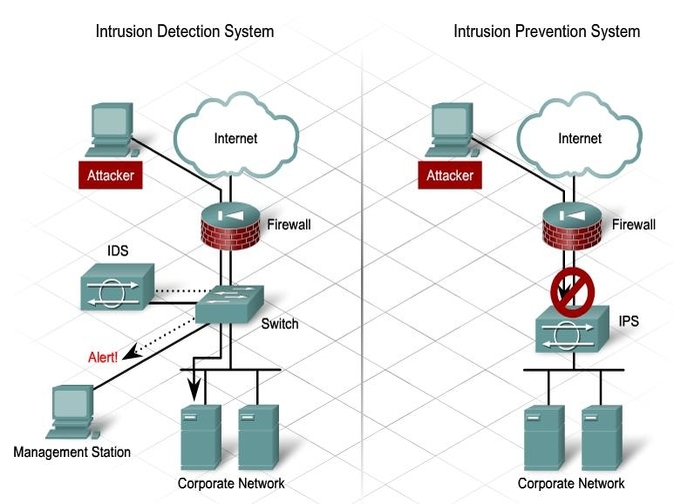 Intrusion Detection System
Internet
Attacker
Firewall
IDS
Switch
Alert!
Management Station
Corporate Network
Intrusion Prevention System
Internet
Attacker
Firewall
IPS
Corporate Network